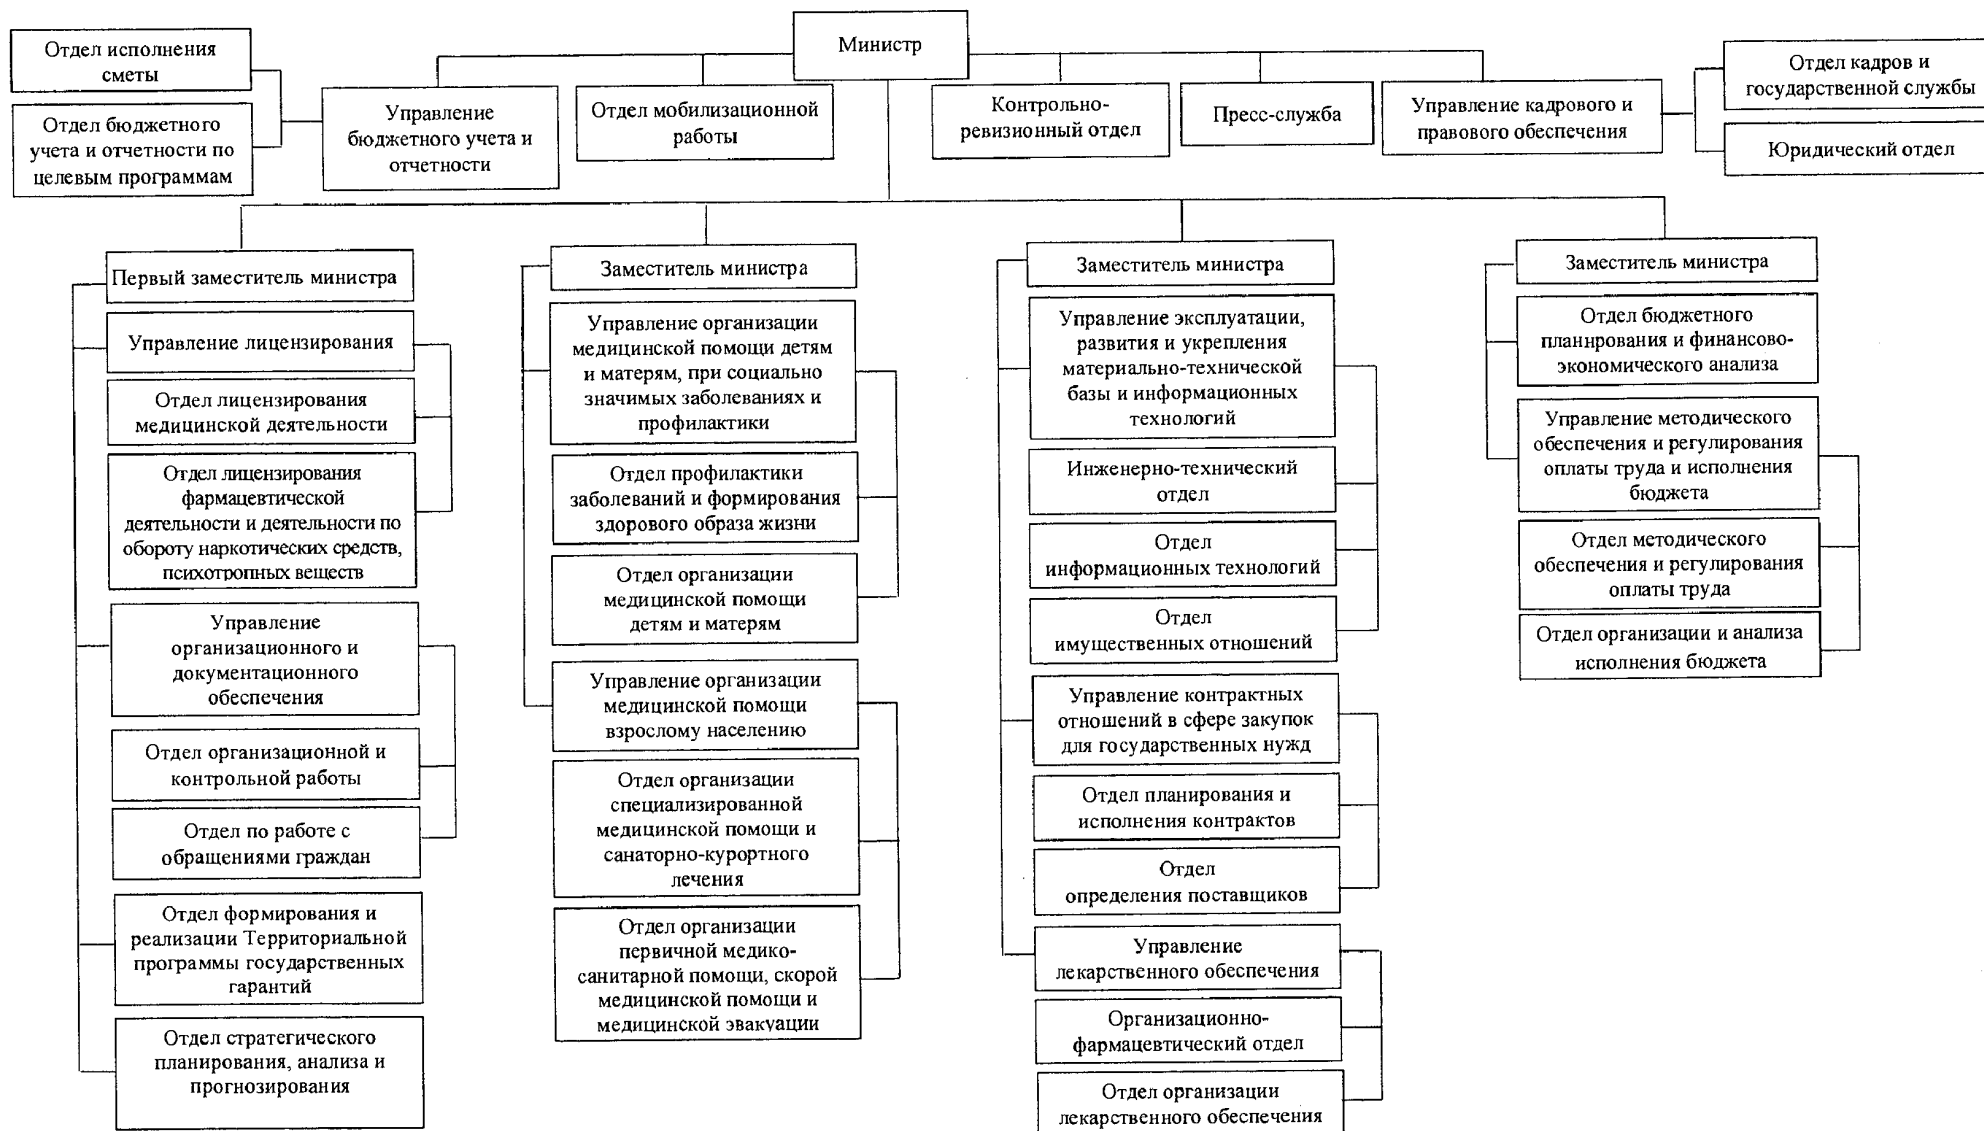 Министр
Отдел исполнения
сметы
Отдел бюджетного
учета и отчетности по
целевым программам
Управление
бюджетного учета и
отчетности
Отдел мобилизационной
работы
Контрольно-
ревизионный отдел
Пресс-служба
Управление кадрового и
правового обеспечения
Отдел кадров и
государственной службы
Юридический отдел
Первый заместитель министра
Управление лицензирования
Отдел лицензирования
медицинской деятельности
Отдел лицензирования
фармацевтической
деятельности и деятельности по
обороту наркотических средств,
психотропных веществ
Управление
организационного и
документационного
обеспечения
Отдел организационной и
контрольной работы
Отдел по работе с
обращениями граждан
Отдел формирования и
реализации Территориальной
программы государственных
гарантий
Отдел стратегического
планирования, анализа и
прогнозирования
Заместитель министра
Управление организации
медицинской помощи детям
и матерям, при социально
значимых заболеваниях и
профилактики
Отдел профилактики
заболеваний и формирования
здорового образа жизни
Отдел организации
медицинской помощи
детям и матерям
Управление организации
медицинской помощи
взрослому населению
Отдел организации
специализированной
медицинской помощи и
санаторно-курортного
лечения
Отдел организации
первичной медико-
санитарной помощи, скорой
медицинской помощи и
медицинской эвакуации
Заместитель министра
Управление эксплуатации,
развития и укрепления
материально-технической
базы и информационных
технологий
Инженерно-технический
отдел
Отдел
информационных технологий
Отдел
имущественных отношений
Управление контрактных
отношений в сфере закупок
для государственных нужд
Отдел планирования и
исполнения контрактов
Отдел
определения поставщиков
Управление
лекарственного обеспечения
Организационно-
фармацевтический отдел
Отдел организации
лекарственного обеспечения
Заместитель министра
Отдел бюджетного
планирования и финансово-
экономического анализа
Управление методического
обеспечения и регулирования
оплаты труда и исполнения
бюджета
Отдел методического
обеспечения и регулирования
оплаты труда
Отдел организации и анализа
исполнения бюджета